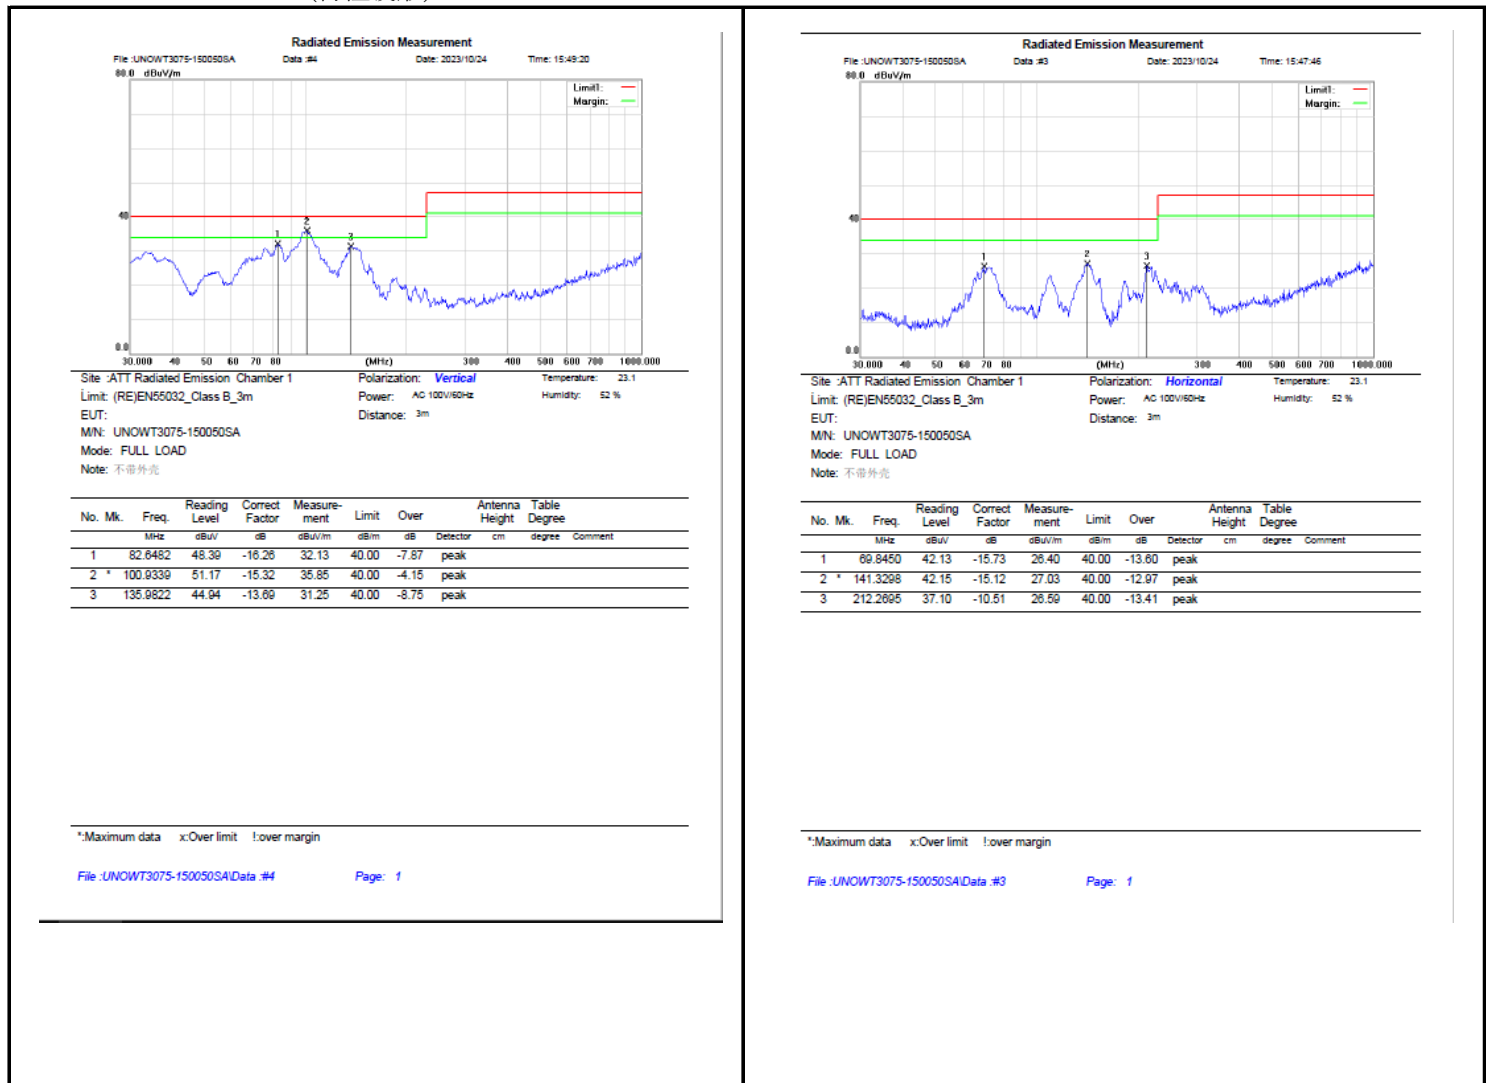 Radiated Emission Measurement
File :UNOWT3075-150050SA Data :#4 Date: 2023/10/24 Time: 15:49:20
80.0 dBuV/m
Limit1:
Margin:
40
1 2 3
0.0
30.000 40 50 60 70 80 (MHz) 300 400 500 600 700 1000.000
Site :ATT Radiated Emission Chamber 1 Polarization: Vertical Temperature: 23.1
Limit: (RE)EN55032_Class B_3m Power: AC 100V/60Hz Humidity: 52 %
EUT: Distance: 3m
M/N: UNOWT3075-150050SA
Mode: FULL LOAD
Note: 不带外壳
No. Mk. Freq. Reading Level Correct Factor Measure-ment Limit Over Antenna Height Table Degree
MHz dBuV dB dBuV/m dB/m dB Detector cm degree Comment
1 82.6482 48.39 -16.26 32.13 40.00 -7.87 peak
2 * 100.9339 51.17 -15.32 35.85 40.00 -4.15 peak
3 135.9822 44.94 -13.69 31.25 40.00 -8.75 peak
*:Maximum data x:Over limit !:over margin
File :UNOWT3075-150050SA\Data :#4 Page: 1
Radiated Emission Measurement
File :UNOWT3075-150050SA Data :#3 Date: 2023/10/24 Time: 15:47:46
80.0 dBuV/m
Limit1:
Margin:
40
1 2 3
0.0
30.000 40 50 60 70 80 (MHz) 300 400 500 600 700 1000.000
Site :ATT Radiated Emission Chamber 1 Polarization: Horizontal Temperature: 23.1
Limit: (RE)EN55032_Class B_3m Power: AC 100V/60Hz Humidity: 52 %
EUT: Distance: 3m
M/N: UNOWT3075-150050SA
Mode: FULL LOAD
Note: 不带外壳
No. Mk. Freq. Reading Level Correct Factor Measure-ment Limit Over Antenna Height Table Degree
MHz dBuV dB dBuV/m dB/m dB Detector cm degree Comment
1 69.8450 42.13 -15.73 26.40 40.00 -13.60 peak
2 * 141.3298 42.15 -15.12 27.03 40.00 -12.97 peak
3 212.2695 37.10 -10.51 26.59 40.00 -13.41 peak
*:Maximum data x:Over limit !:over margin
File :UNOWT3075-150050SA\Data :#3 Page: 1